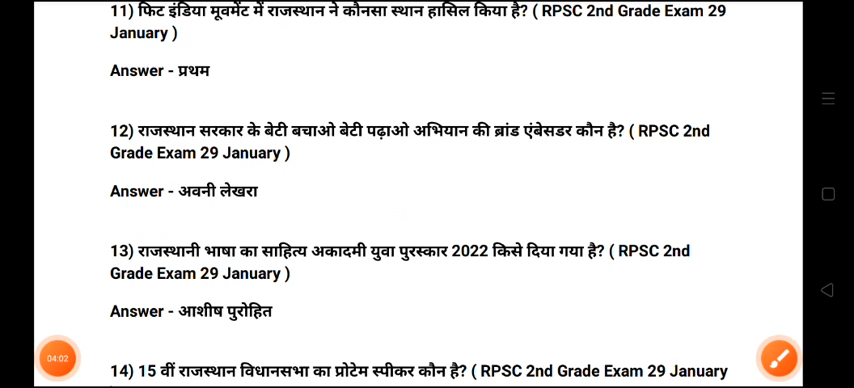 11) फिट इंडिया मूवमेंट में राजस्थान ने कौनसा स्थान हासिल किया है? ( RPSC 2nd Grade Exam 29
January )
Answer - प्रथम
12) राजस्थान सरकार के बेटी बचाओ बेटी पढ़ाओ अभियान की ब्रांड एंबेसडर कौन है? ( RPSC 2nd
Grade Exam 29 January )
Answer - अवनी लेखरा
13) राजस्थानी भाषा का साहित्य अकादमी युवा पुरस्कार 2022 किसे दिया गया है? ( RPSC 2nd
Grade Exam 29 January )
Answer - आशीष पुरोहित
04:02
14) 15 वीं राजस्थान विधानसभा का प्रोटेम स्पीकर कौन है? ( RPSC 2nd Grade Exam 29 January